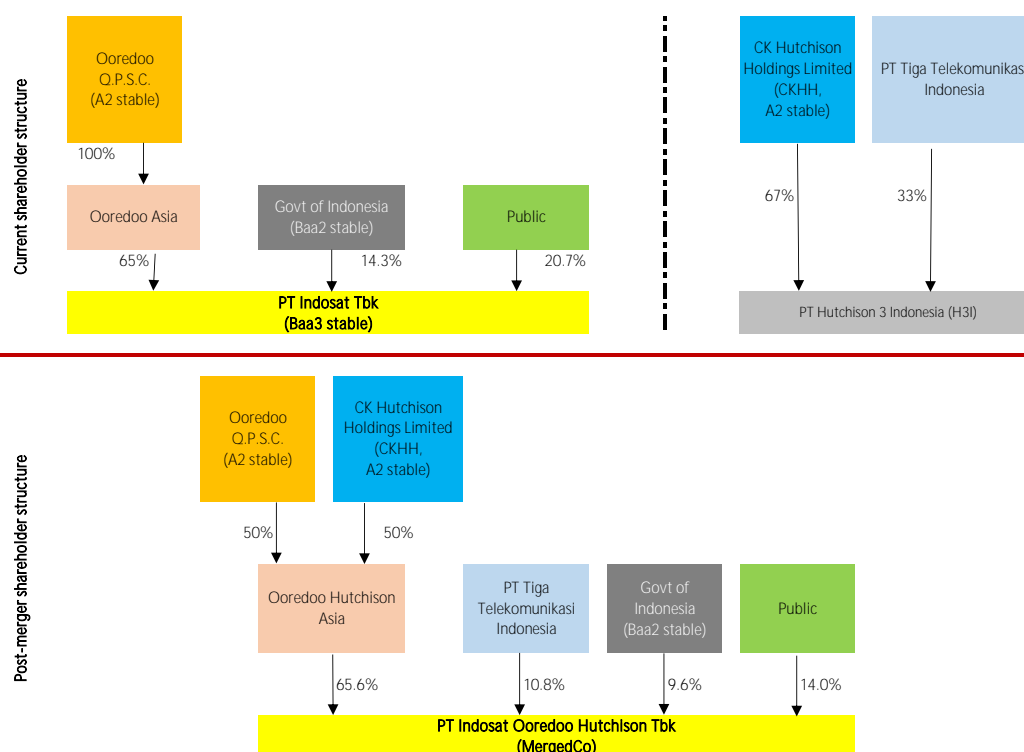 Current shareholder structure
Ooredoo
Q.P.S.C.
(A2 stable)
100%
Ooredoo Asia
Govt of Indonesia
(Baa2 stable)
Public
65%
14.3%
20.7%
PT Indosat Tbk
(Baa3 stable)
CK Hutchison
Holdings Limited
(CKHH,
A2 stable)
PT Tiga Telekomunikas
Indonesia
67%
33%
PT Hutchison 3 Indonesia (H3I)
Post-merger shareholder structure
Ooredoo
Q.P.S.C.
(A2 stable)
CK Hutchison
Holdings Limited
(CKHH,
A2 stable)
50%
50%
Ooredoo Hutchison
Asia
PT Tiga
Telekomunikasi
Indonesia
Govt of
Indonesia
(Baa2 stable)
Public
65.6%
10.8%
9.6%
14.0%
PT Indosat Ooredoo Hutchison Tbk
(MergedCo)